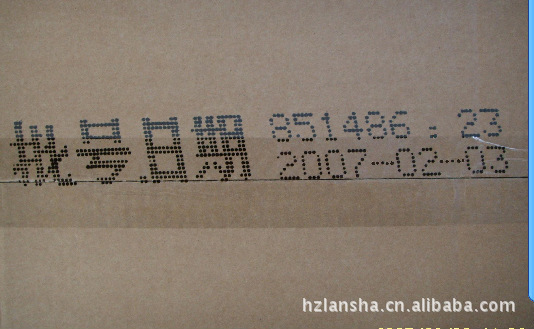 批号日期
851486 . 23
2007-02-03
hzlansha.cn.alibaba.com